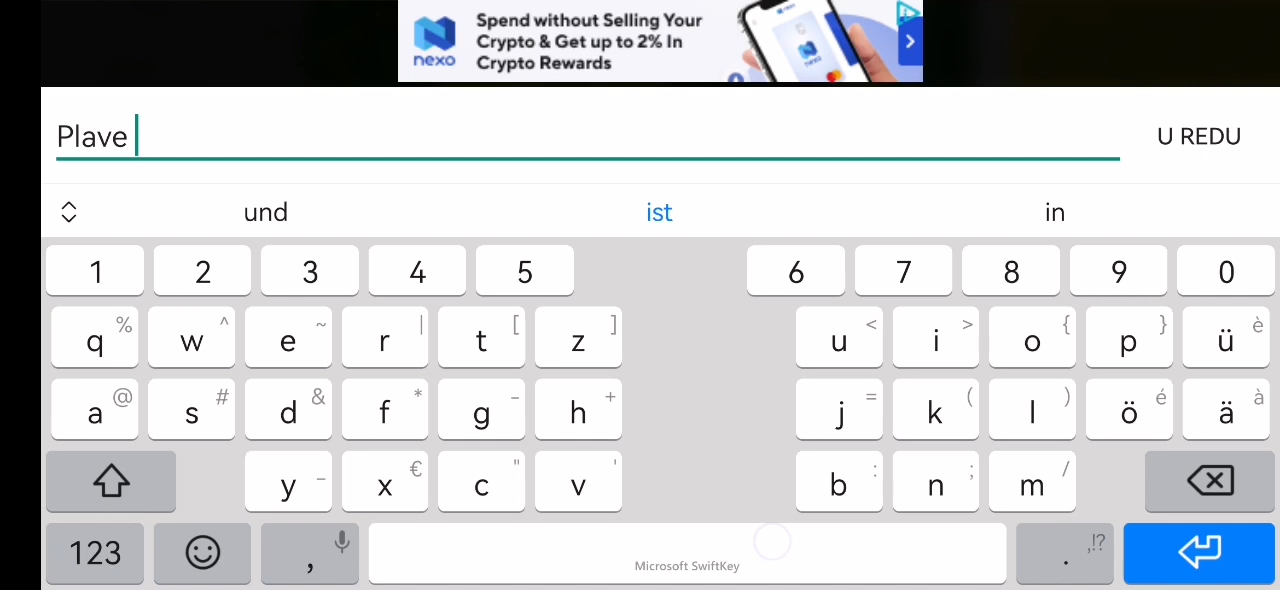 nexo
Spend without Selling Your
Crypto & Get up to 2% In
Crypto Rewards
Plave
U REDU
und ist in
1 2 3 4 5 6 7 8 9 0
q % w ^ e ~ r | t [ z ] u < i > o { p } ü è
a @ s # d & f * g - h + j = k ( l ) ö é ä à
y _ x € c " v ' b : n ; m /
123 , Microsoft SwiftKey . ,!?